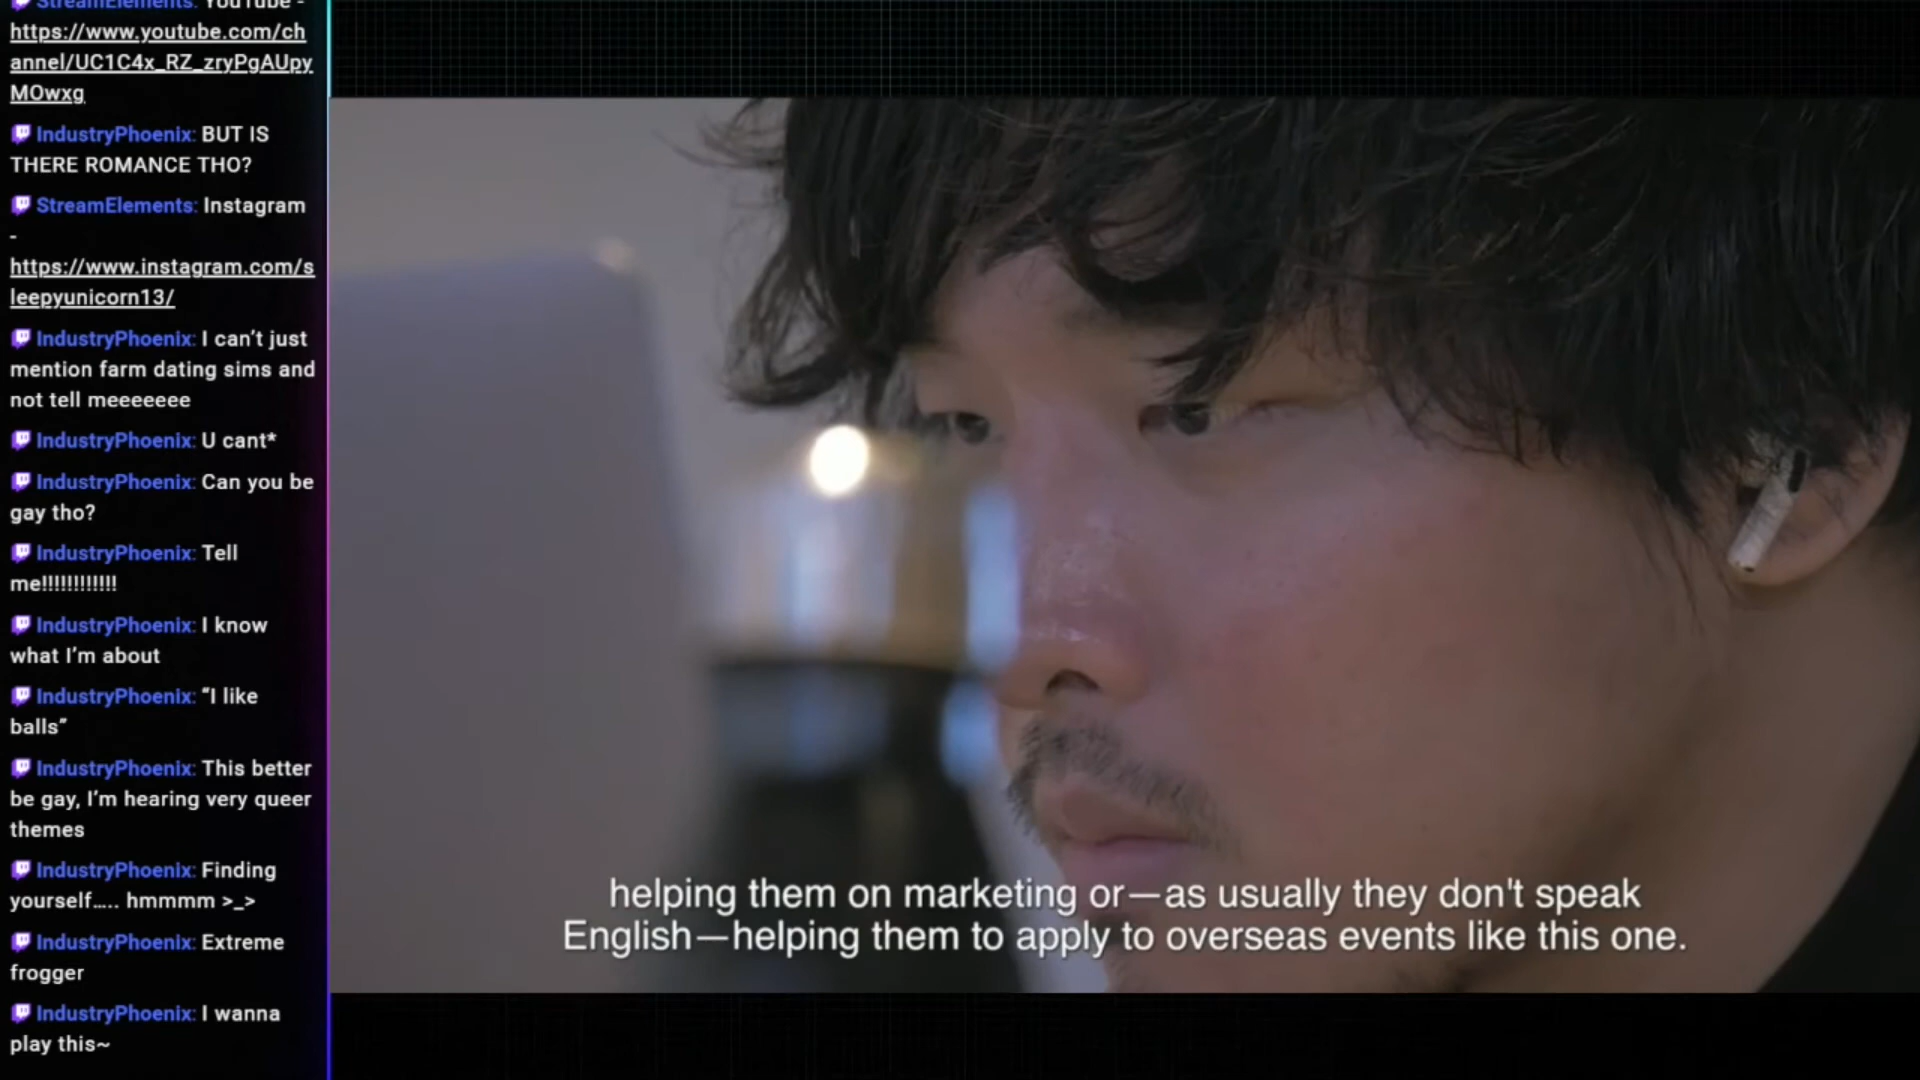 StreamElements: YouTube -
https://www.youtube.com/ch
annel/UC1C4x_RZ_zryPgAUpy
MOwxg
IndustryPhoenix: BUT IS
THERE ROMANCE THO?
StreamElements: Instagram
-
https://www.instagram.com/s
leepyunicorn13/
IndustryPhoenix: I can’t just
mention farm dating sims and
not tell meeeeeee
IndustryPhoenix: U cant*
IndustryPhoenix: Can you be
gay tho?
IndustryPhoenix: Tell
me!!!!!!!!!!!!
IndustryPhoenix: I know
what I’m about
IndustryPhoenix: “I like
balls”
IndustryPhoenix: This better
be gay, I’m hearing very queer
themes
IndustryPhoenix: Finding
yourself….. hmmmm >_>
IndustryPhoenix: Extreme
frogger
IndustryPhoenix: I wanna
play this~
helping them on marketing or—as usually they don't speak
English—helping them to apply to overseas events like this one.